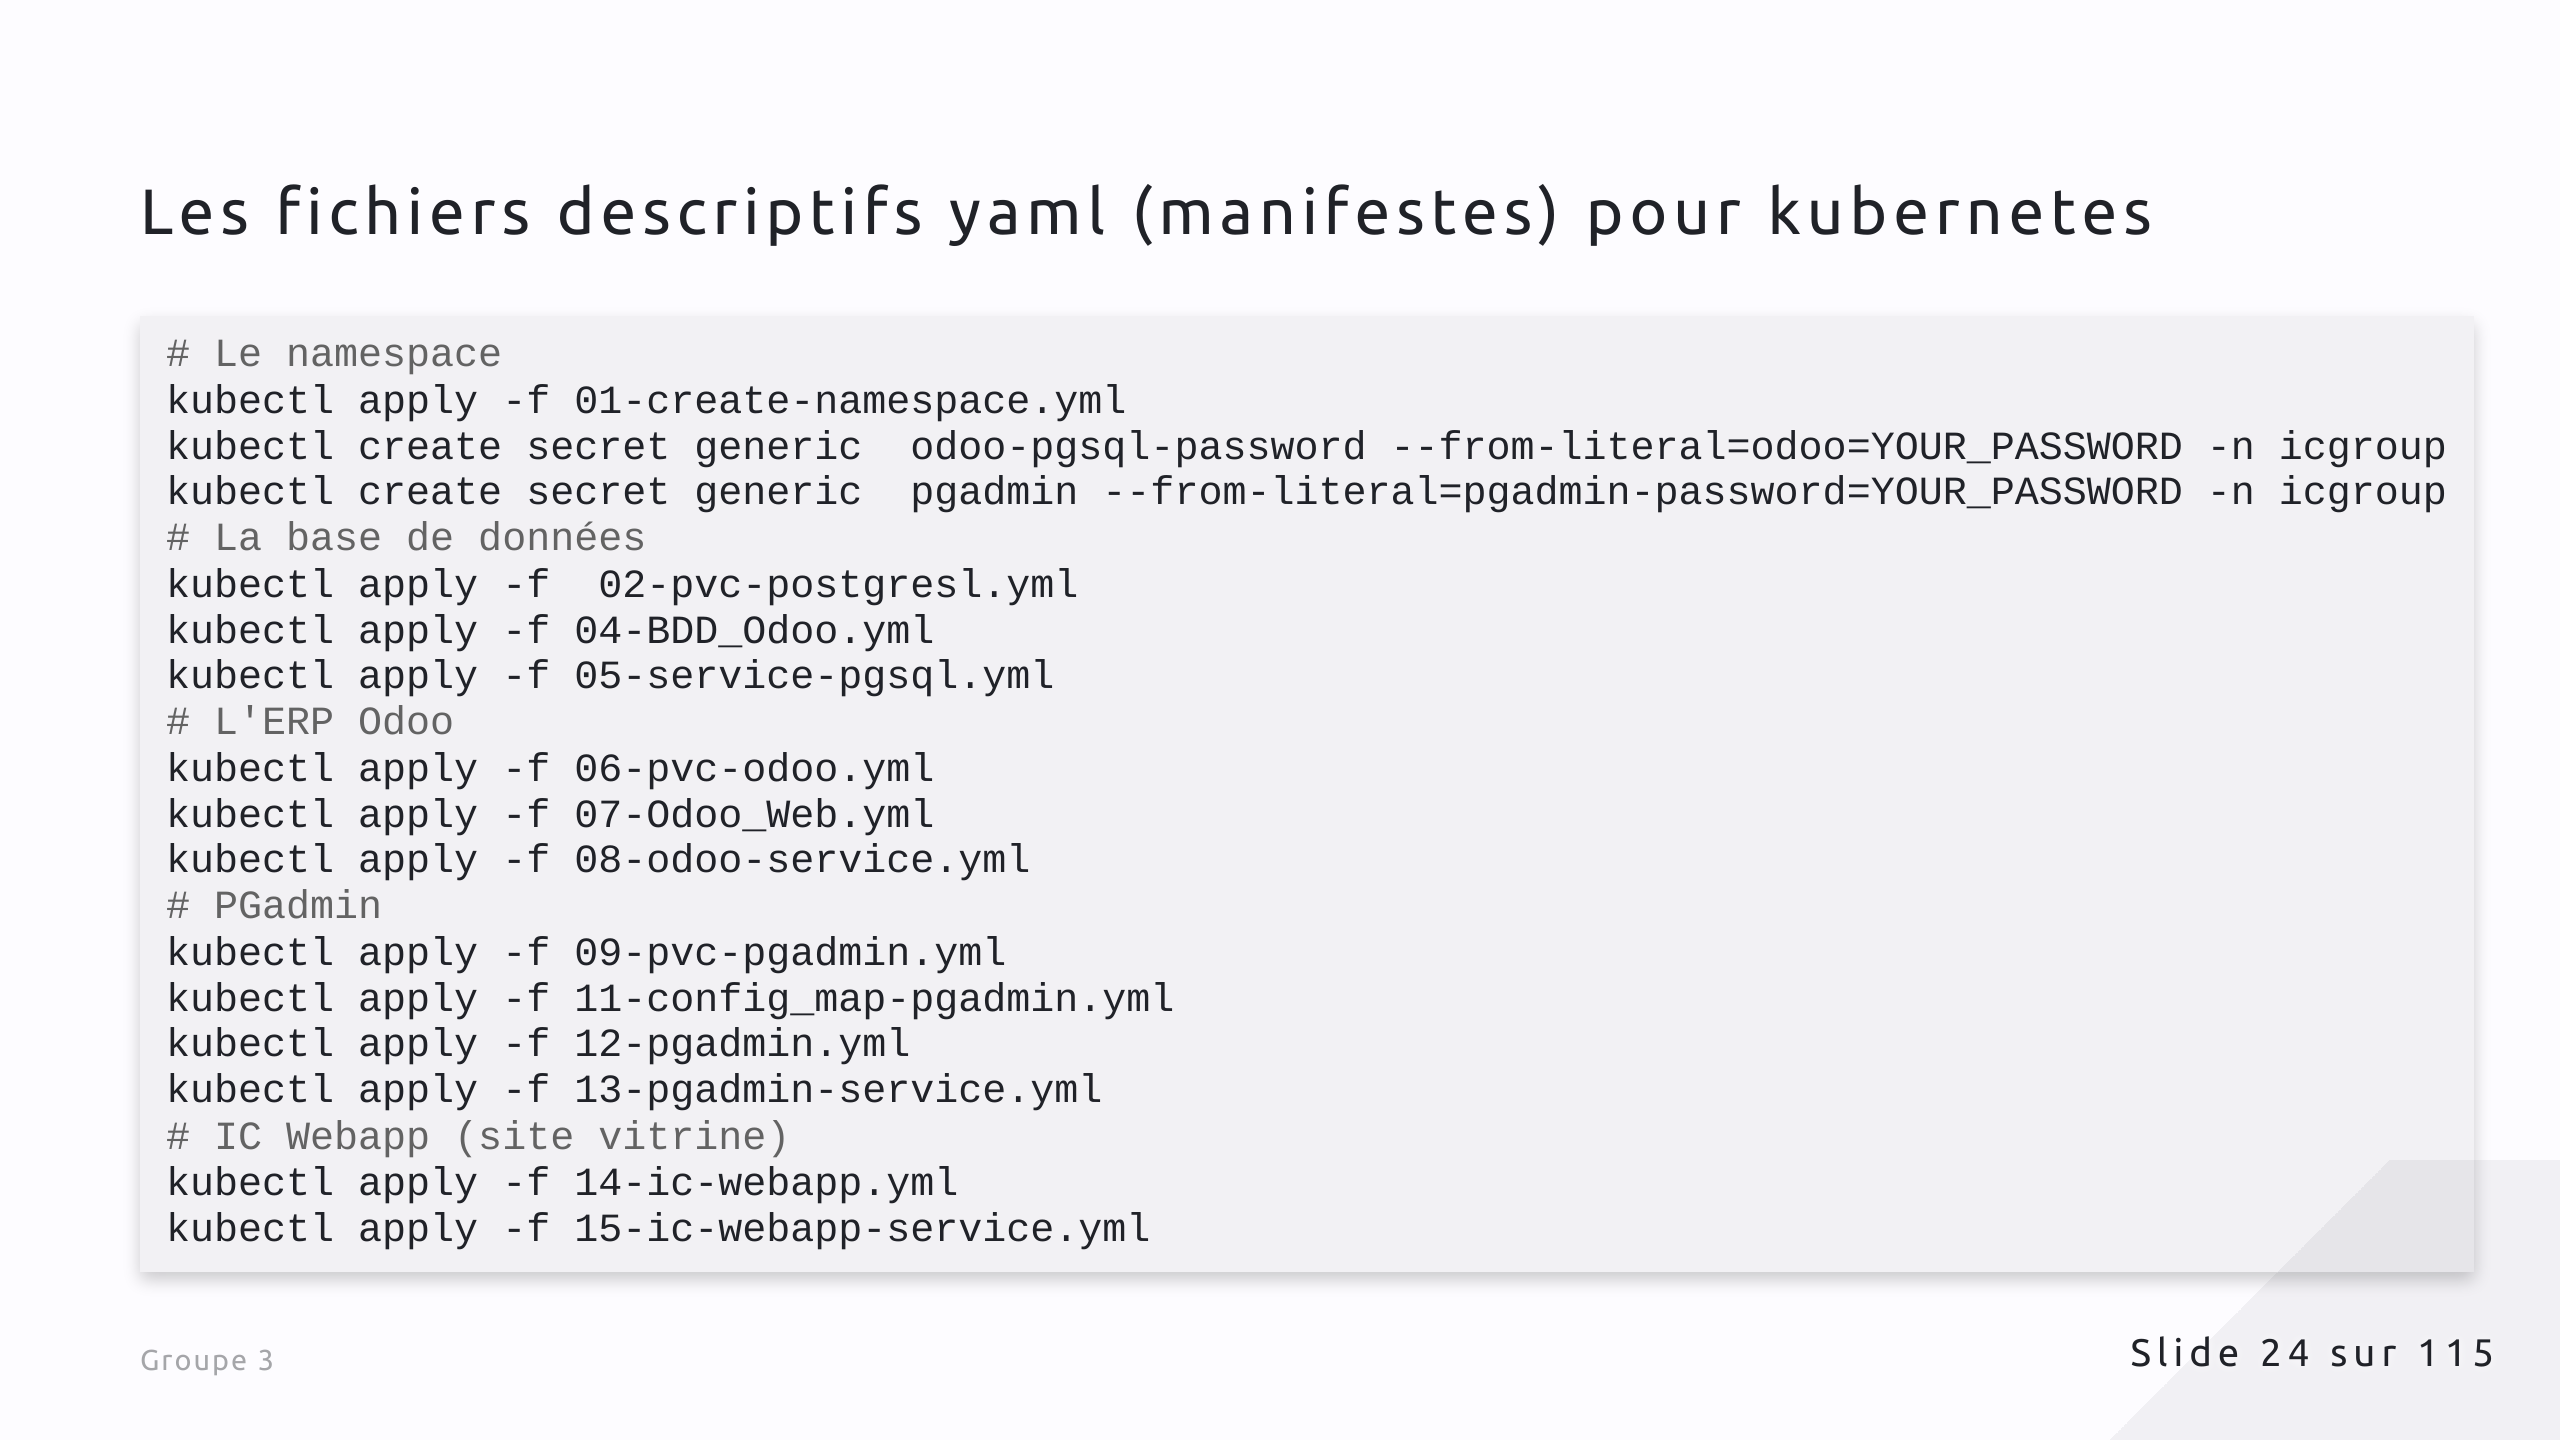 Les fichiers descriptifs yaml (manifestes) pour kubernetes
# Le namespace
kubectl apply -f 01-create-namespace.yml
kubectl create secret generic  odoo-pgsql-password --from-literal=odoo=YOUR_PASSWORD -n icgroup
kubectl create secret generic  pgadmin --from-literal=pgadmin-password=YOUR_PASSWORD -n icgroup
# La base de données
kubectl apply -f  02-pvc-postgresl.yml
kubectl apply -f 04-BDD_Odoo.yml
kubectl apply -f 05-service-pgsql.yml
# L'ERP Odoo
kubectl apply -f 06-pvc-odoo.yml
kubectl apply -f 07-Odoo_Web.yml
kubectl apply -f 08-odoo-service.yml
# PGadmin
kubectl apply -f 09-pvc-pgadmin.yml
kubectl apply -f 11-config_map-pgadmin.yml
kubectl apply -f 12-pgadmin.yml
kubectl apply -f 13-pgadmin-service.yml
# IC Webapp (site vitrine)
kubectl apply -f 14-ic-webapp.yml
kubectl apply -f 15-ic-webapp-service.yml
Groupe 3
Slide 24 sur 115